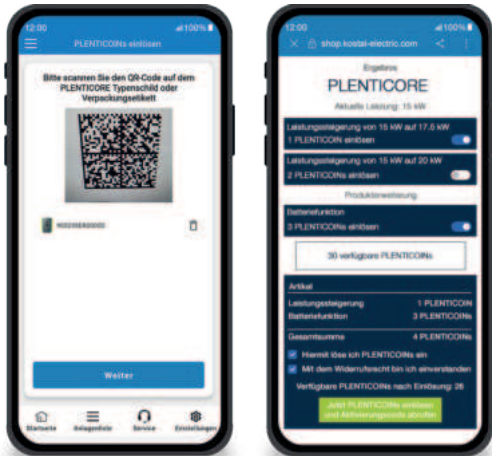 12:00
100%
PLENTICOINs einlösen
Bitte scannen Sie den QR-Code auf dem
PLENTICORE Typenschild oder
Verpackungsetikett
Weiter
Startseite
Anlagenliste
Service
Einstellungen
12:00
100%
shop.kostal-electric.com
Ergebnis
PLENTICORE
Aktuelle Leistung: 15 kW
Leistungssteigerung von 15 kW auf 17.5 kW
1 PLENTICOIN einlösen
Leistungssteigerung von 15 kW auf 20 kW
2 PLENTICOINs einlösen
Produkterweiterung
Batteriefunktion
3 PLENTICOINs einlösen
30 verfügbare PLENTICOINs
Artikel
Leistungssteigerung 1 PLENTICOIN
Batteriefunktion 3 PLENTICOINs
Gesamtsumme 4 PLENTICOINs
Hiermit löse ich PLENTICOINs ein
Mit dem Widerrufsrecht bin ich einverstanden
Verfügbare PLENTICOINs nach Einlösung: 26
Jetzt PLENTICOINs einlösen
und Aktivierungscode abrufen